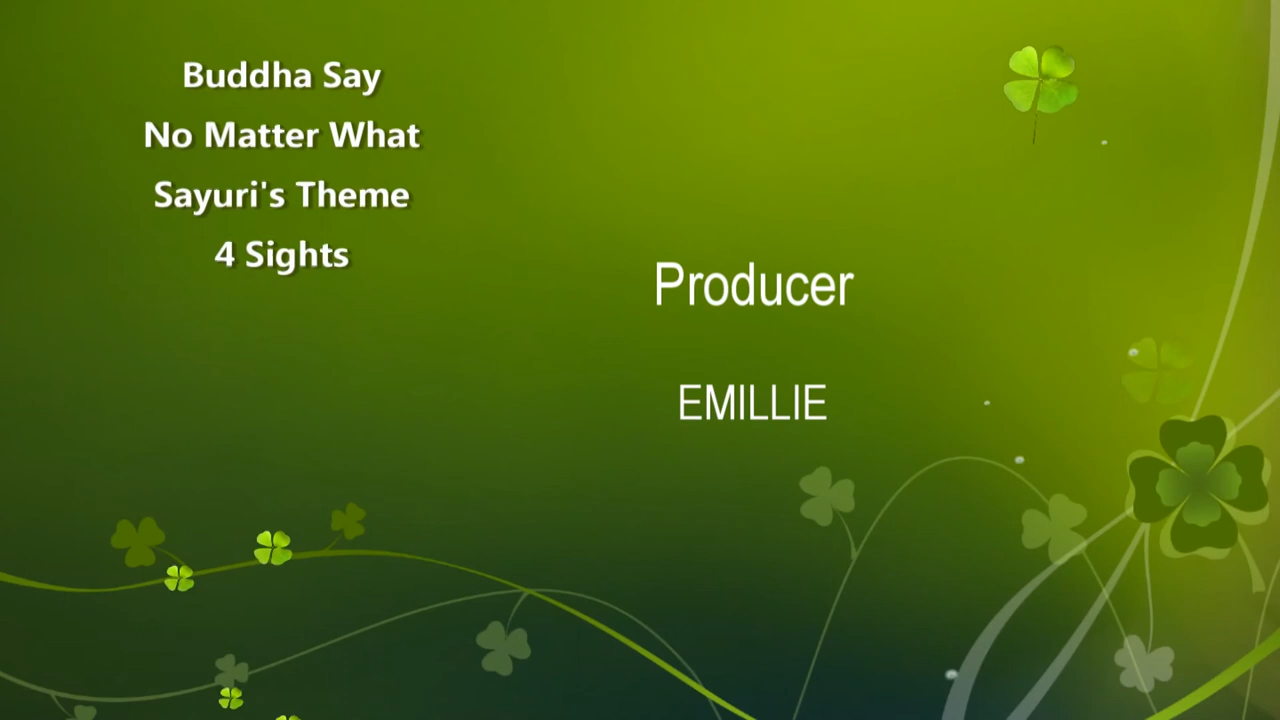 Buddha Say
No Matter What
Sayuri's Theme
4 Sights
Producer
EMILLIE